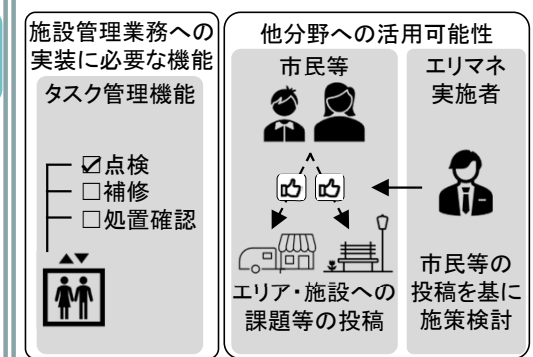 施設管理業務への
実装に必要な機能
タスク管理機能
☑点検
□補修
□処置確認
他分野への活用可能性
市民等
エリア・施設への
課題等の投稿
エリマネ
実施者
市民等の
投稿を基に
施策検討